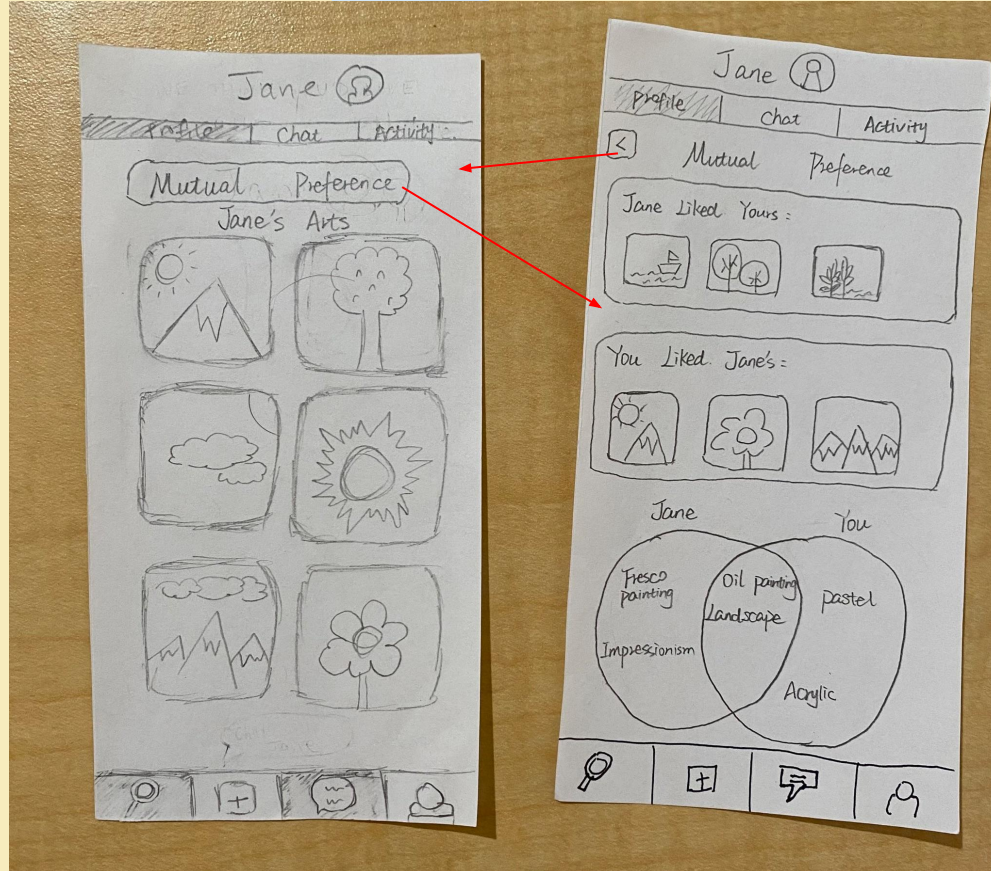 Jane
Profile Chat Activity
Mutual Preference
Jane's Arts
Jane
Profile Chat Activity
<
Mutual Preference
Jane Liked Yours:
You Liked Jane's:
Jane You
Fresco painting
Oil painting
Landscape
Pastel
Impressionism
Acrylic